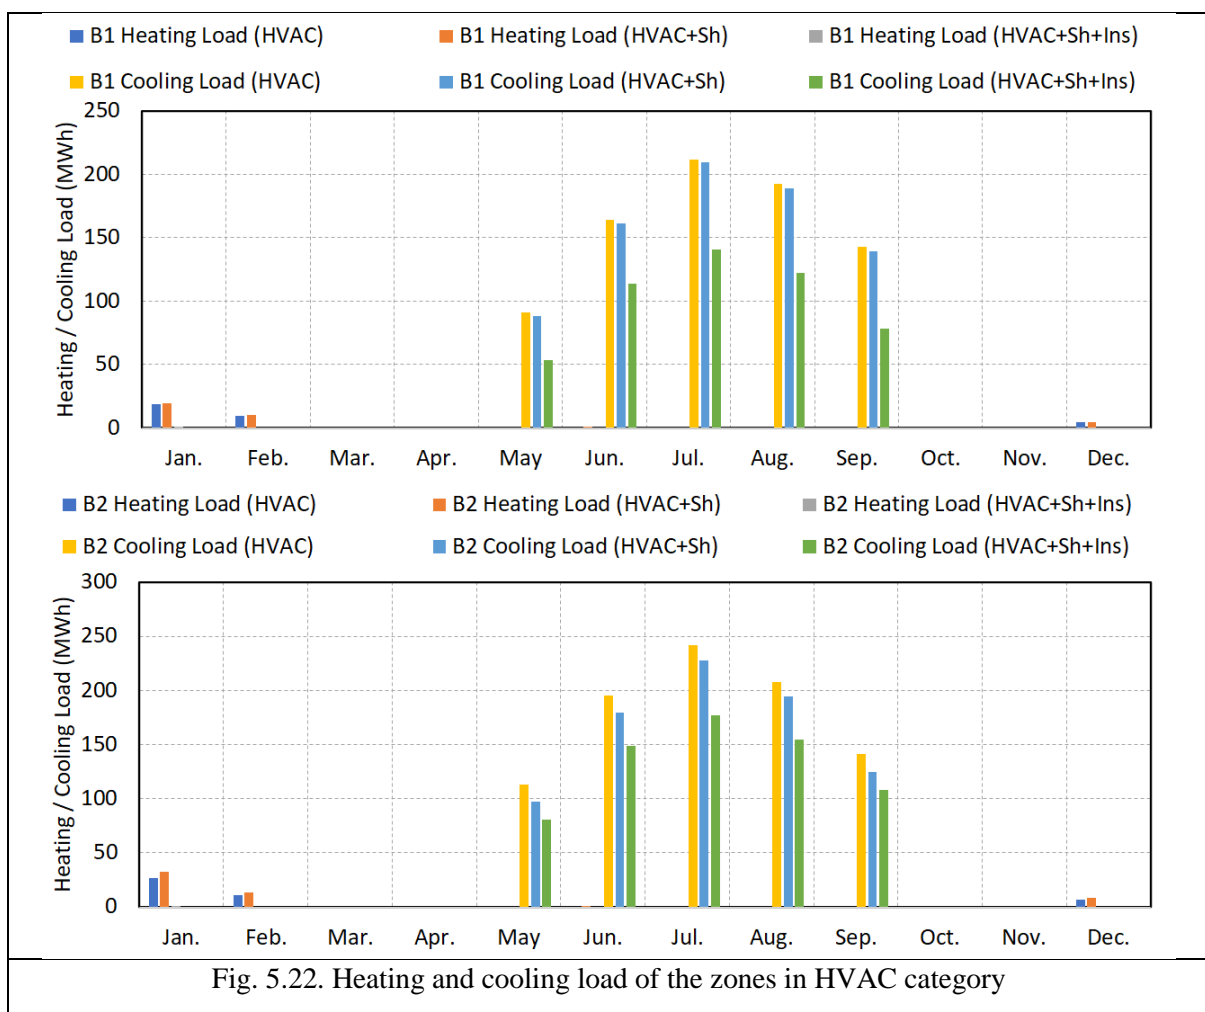 B1 Heating Load (HVAC) B1 Heating Load (HVAC+Sh) B1 Heating Load (HVAC+Sh+Ins)
B1 Cooling Load (HVAC) B1 Cooling Load (HVAC+Sh) B1 Cooling Load (HVAC+Sh+Ins)
Heating / Cooling Load (MWh)
250
200
150
100
50
0
Jan. Feb. Mar. Apr. May Jun. Jul. Aug. Sep. Oct. Nov. Dec.
B2 Heating Load (HVAC) B2 Heating Load (HVAC+Sh) B2 Heating Load (HVAC+Sh+Ins)
B2 Cooling Load (HVAC) B2 Cooling Load (HVAC+Sh) B2 Cooling Load (HVAC+Sh+Ins)
Heating / Cooling Load (MWh)
300
250
200
150
100
50
0
Jan. Feb. Mar. Apr. May Jun. Jul. Aug. Sep. Oct. Nov. Dec.
Fig. 5.22. Heating and cooling load of the zones in HVAC category